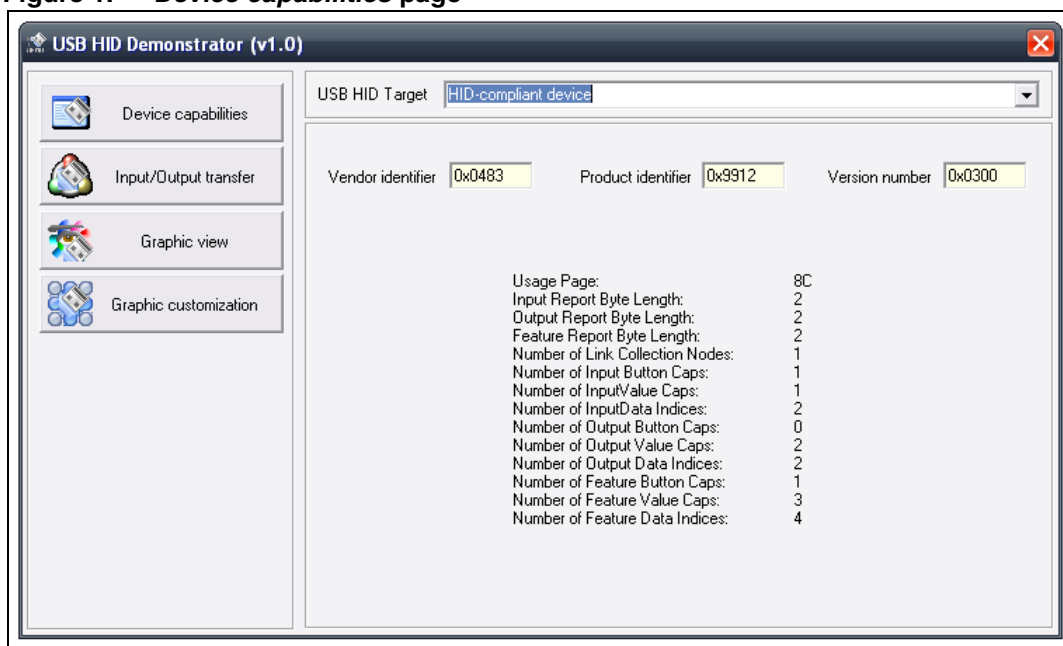 Device capabilities page
USB HID Demonstrator (v1.0)
Device capabilities
Input/Output transfer
Graphic view
Graphic customization
USB HID Target HID-compliant device
Vendor identifier 0x0483 Product identifier 0x9912 Version number 0x0300
Usage Page: 8C
Input Report Byte Length: 2
Output Report Byte Length: 2
Feature Report Byte Length: 2
Number of Link Collection Nodes: 1
Number of Input Button Caps: 1
Number of InputValue Caps: 1
Number of InputData Indices: 2
Number of Output Button Caps: 0
Number of Output Value Caps: 2
Number of Output Data Indices: 2
Number of Feature Button Caps: 1
Number of Feature Value Caps: 3
Number of Feature Data Indices: 4